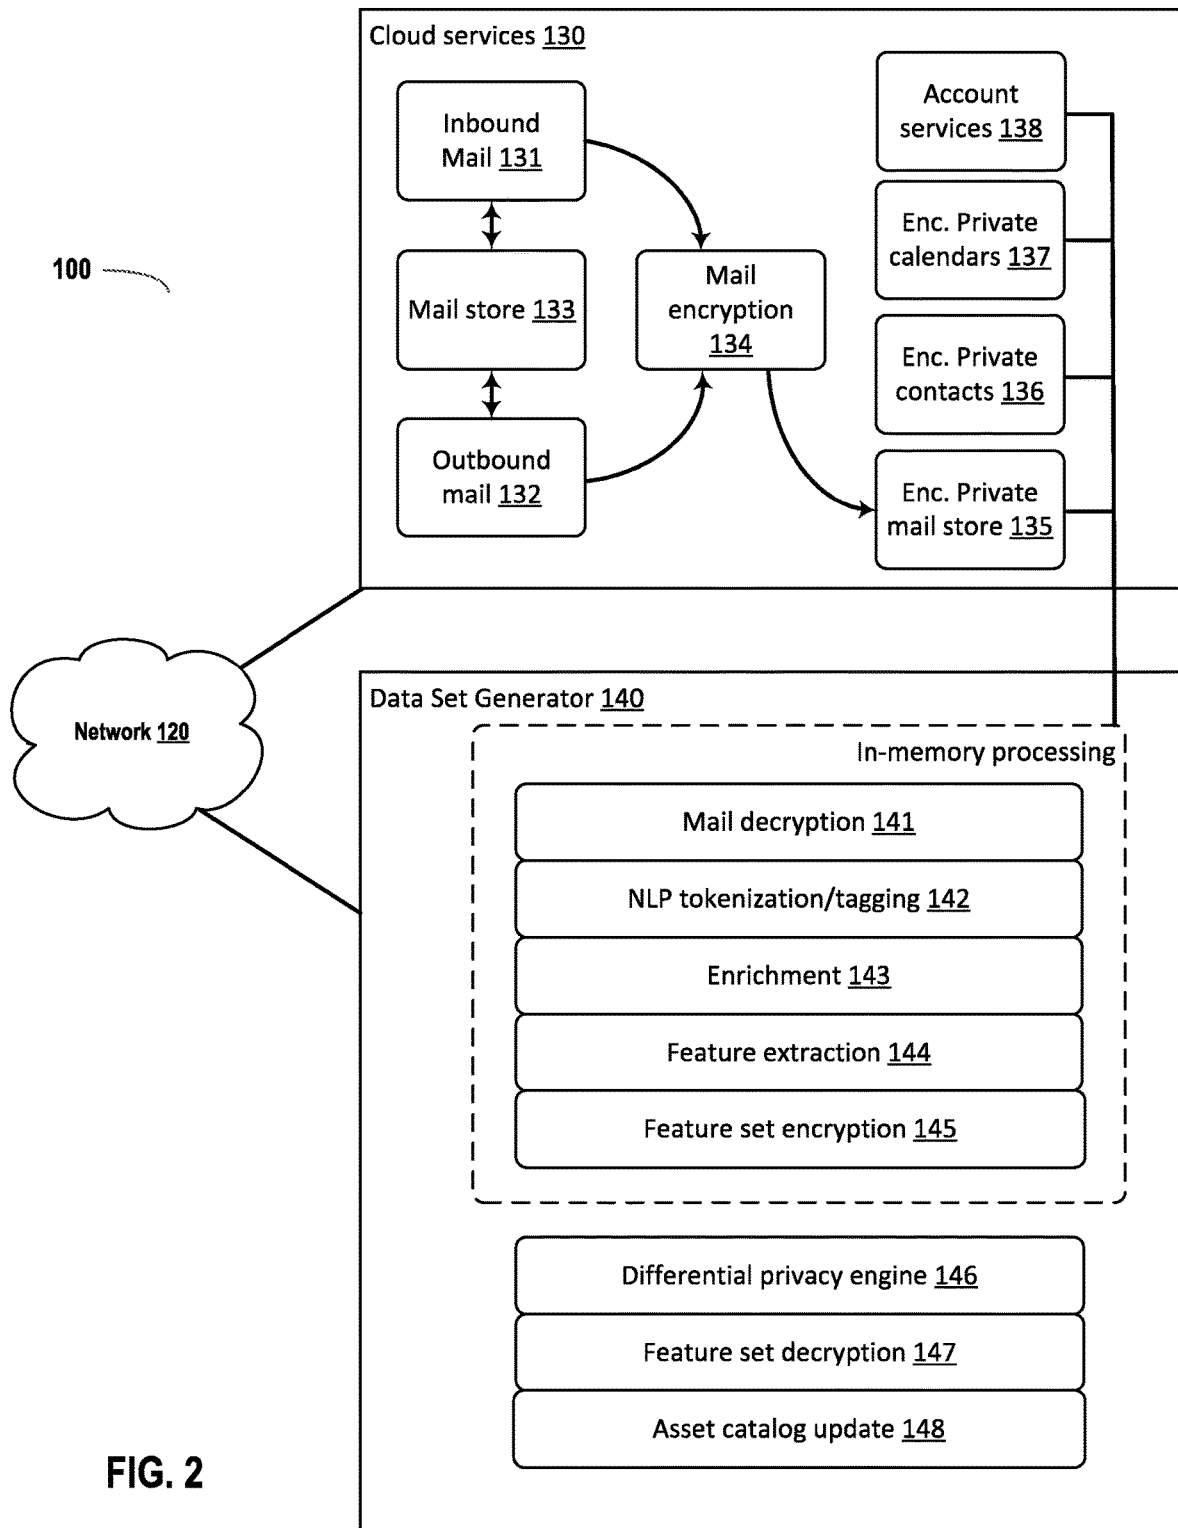 Cloud services 130
Inbound
Mail 131
Account
services 138
Enc. Private
calendars 137
100
Mail store 133
Mail
encryption
134
Enc. Private
contacts 136
Outbound
mail 132
Enc. Private
mail store 135
Network 120
Data Set Generator 140
In-memory processing
Mail decryption 141
NLP tokenization/tagging 142
Enrichment 143
Feature extraction 144
Feature set encryption 145
Differential privacy engine 146
Feature set decryption 147
Asset catalog update 148
FIG. 2